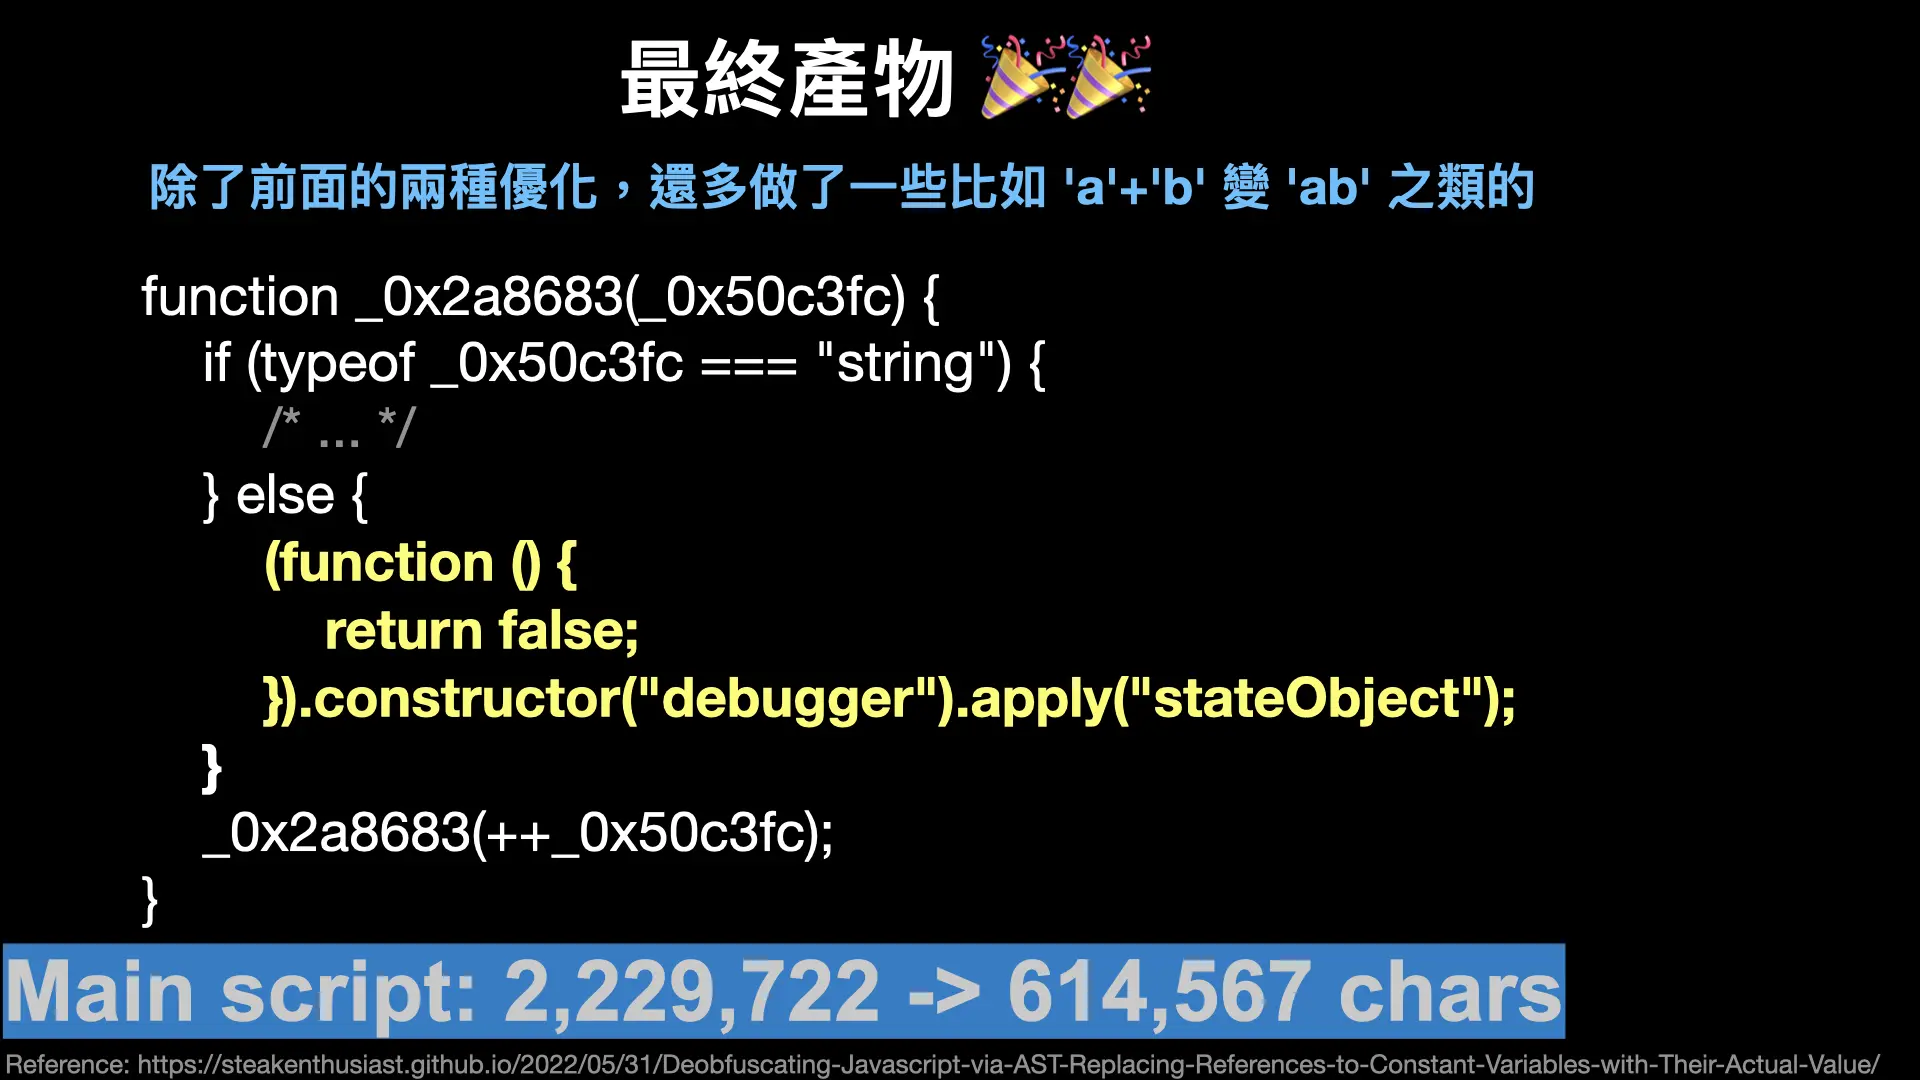 最終產物 🎉🎉
除了前面的兩種優化，還多做了一些比如 'a'+'b' 變 'ab' 之類的
function _0x2a8683(_0x50c3fc) {
if (typeof _0x50c3fc === "string") {
/* ... */
} else {
(function () {
return false;
}).constructor("debugger").apply("stateObject");
}
_0x2a8683(++_0x50c3fc);
}
Main script: 2,229,722 -> 614,567 chars
Reference: https://steakenthusiast.github.io/2022/05/31/Deobfuscating-Javascript-via-AST-Replacing-References-to-Constant-Variables-with-Their-Actual-Value/